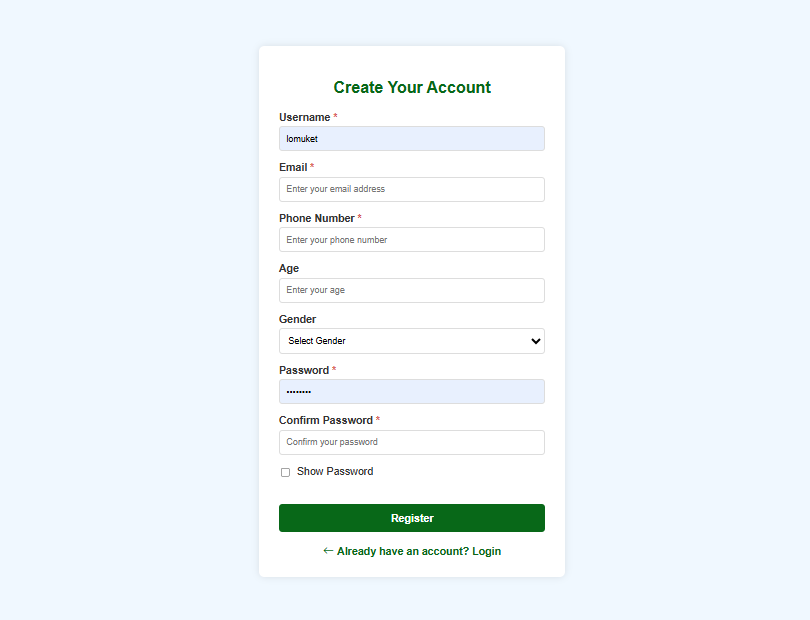 Create Your Account
Username *
lomuket
Email *
Enter your email address
Phone Number *
Enter your phone number
Age
Enter your age
Gender
Select Gender
Password *
••••••••
Confirm Password *
Confirm your password
Show Password
Register
← Already have an account? Login